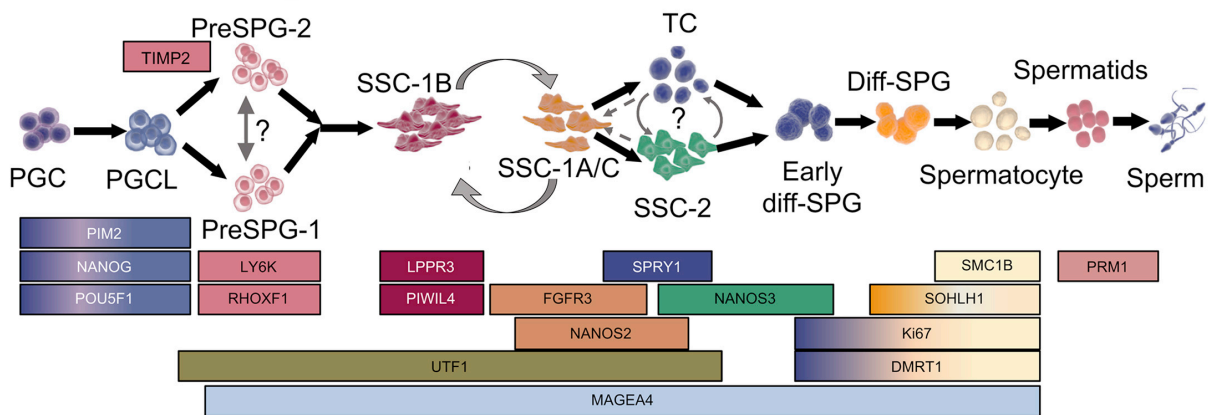 PreSPG-2
TC
TIMP2
SSC-1B
Diff-SPG
Spermatids
?
?
PGC
PGCL
SSC-1A/C
Early
diff-SPG
Spermatocyte
Sperm
SSC-2
PreSPG-1
PIM2
NANOG
LY6K
LPPR3
SPRY1
SMC1B
PRM1
POU5F1
RHOXF1
PIWIL4
FGFR3
NANOS3
SOHLH1
NANOS2
Ki67
UTF1
DMRT1
MAGEA4